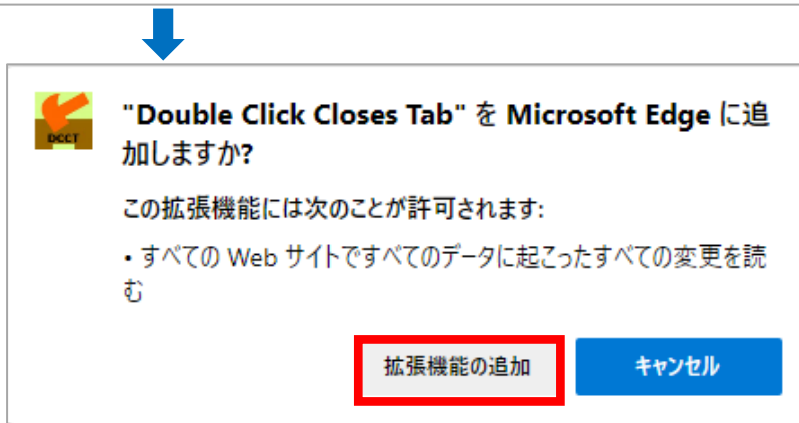 DCCT
"Double Click Closes Tab" を Microsoft Edge に追
加しますか?
この拡張機能には次のことが許可されます:
• すべての Web サイトですべてのデータに起こったすべての変更を読
む
拡張機能の追加 キャンセル